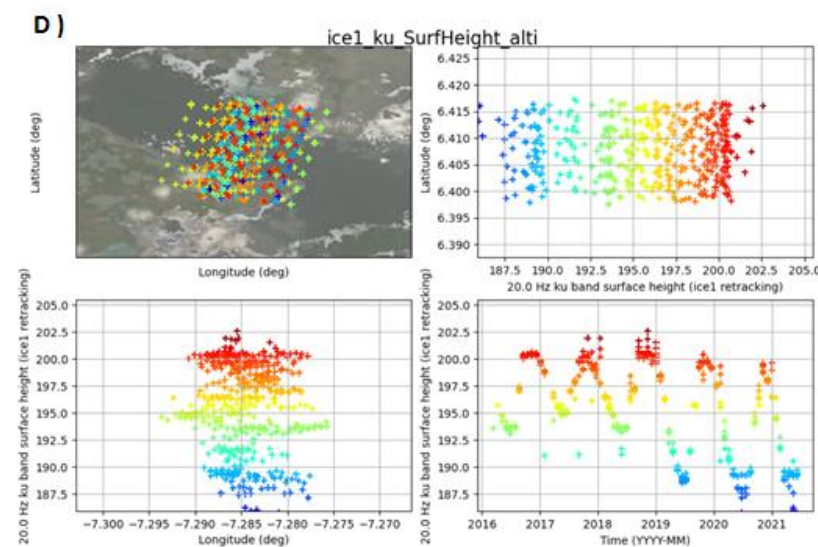 D )
ice1_ku_SurfHeight_alti
Latitude (deg)
Longitude (deg)
Latitude (deg)
6.425
6.420
6.415
6.410
6.405
6.400
6.395
6.390
187.5 190.0 192.5 195.0 197.5 200.0 202.5 205.0
20.0 Hz ku band surface height (ice1 retracking)
20.0 Hz ku band surface height (ice1 retracking)
205.0
202.5
200.0
197.5
195.0
192.5
190.0
187.5
−7.300 −7.295 −7.290 −7.285 −7.280 −7.275 −7.270
Longitude (deg)
20.0 Hz ku band surface height (ice1 retracking)
205.0
202.5
200.0
197.5
195.0
192.5
190.0
187.5
2016 2017 2018 2019 2020 2021
Time (YYYY-MM)